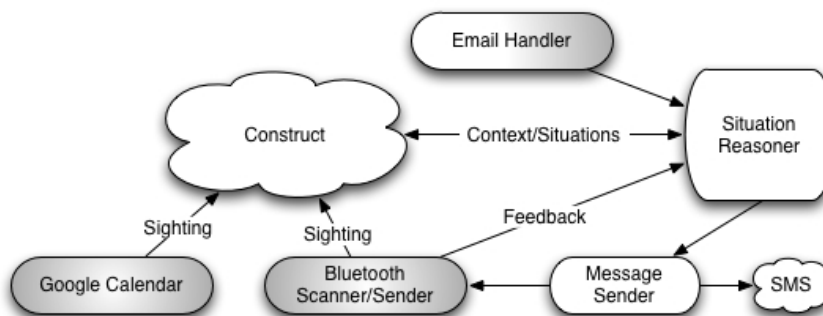 Email Handler
Construct
Context/Situations
Situation
Reasoner
Sighting
Sighting
Feedback
Google Calendar
Bluetooth
Scanner/Sender
Message
Sender
SMS